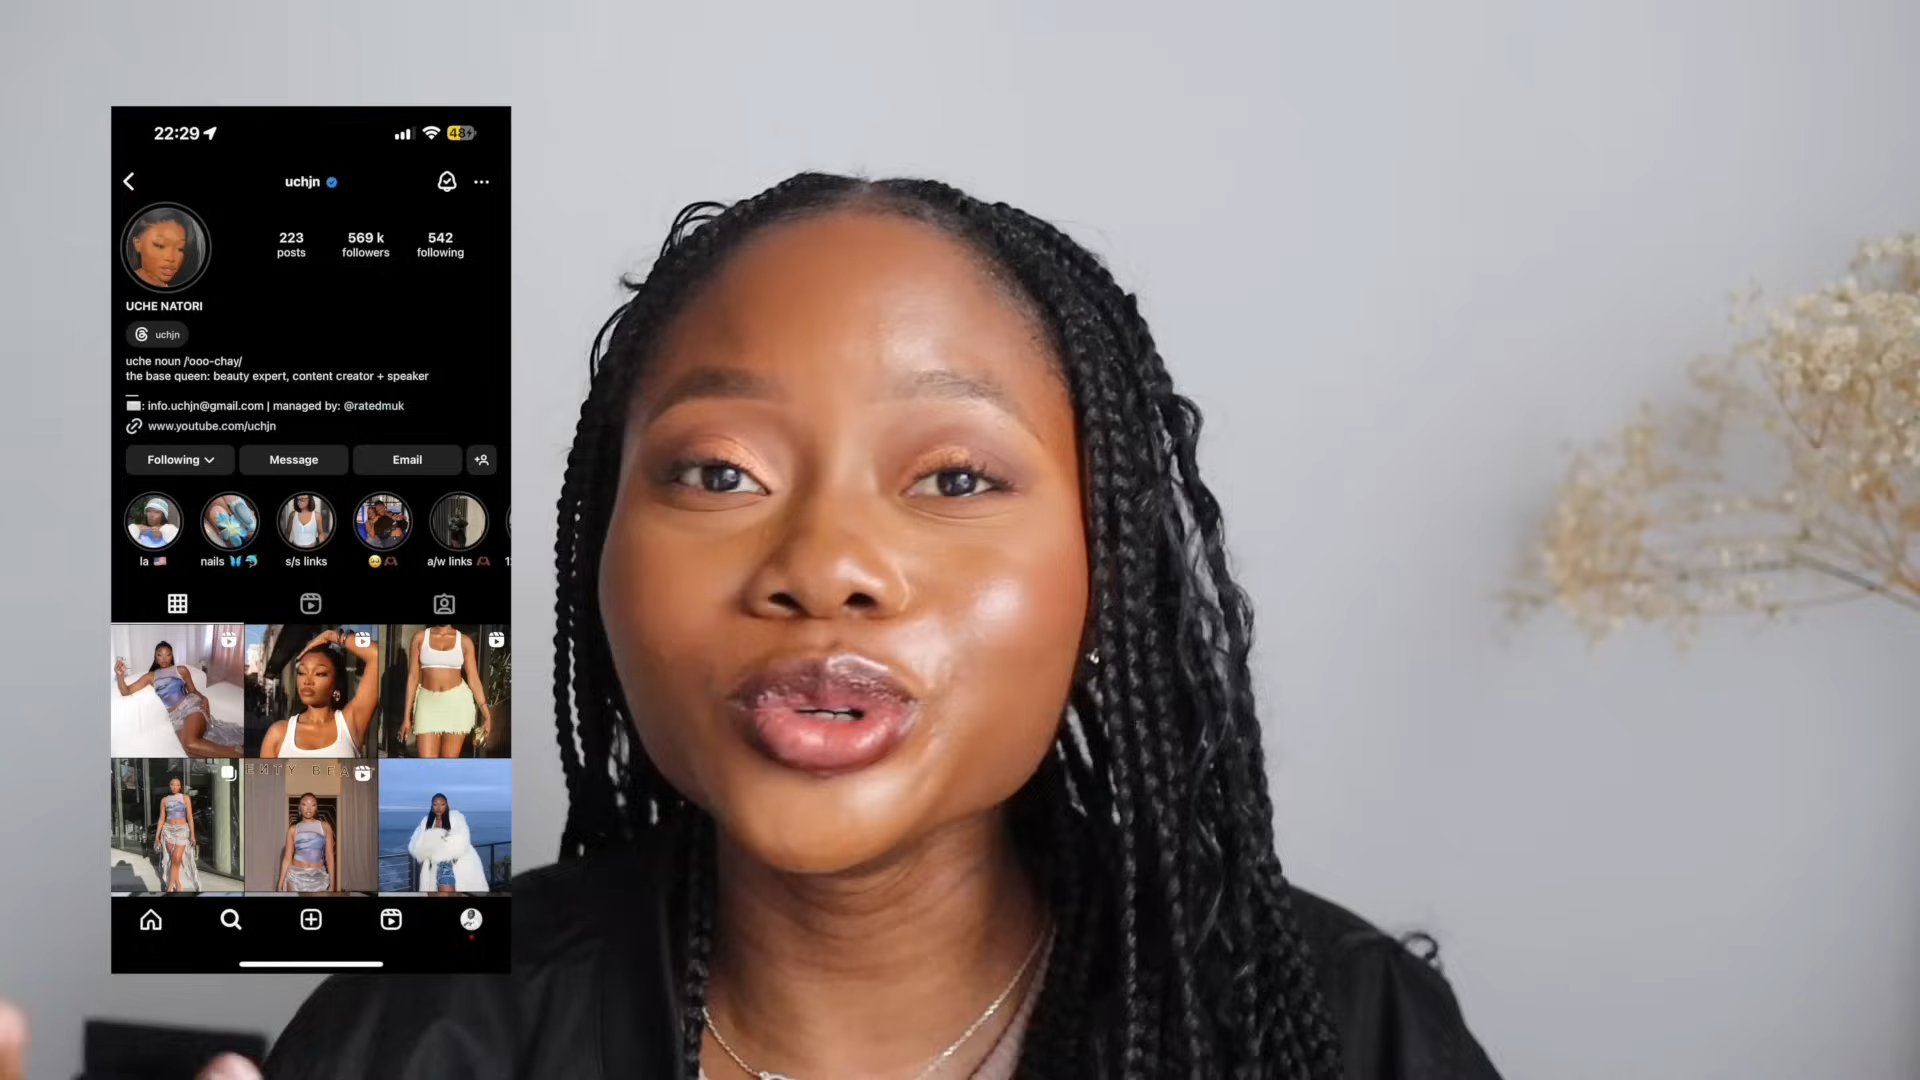 22:29
48
uchjn
223
569 k
542
posts
followers
following
UCHE NATORI
uchjn
uche noun /'ooo-chay/
the base queen: beauty expert, content creator + speaker
—
: info.uchjn@gmail.com | managed by: @ratedmuk
www.youtube.com/uchjn
Following
Message
Email
la
nails
s/s links
a/w links
ENTY BEA